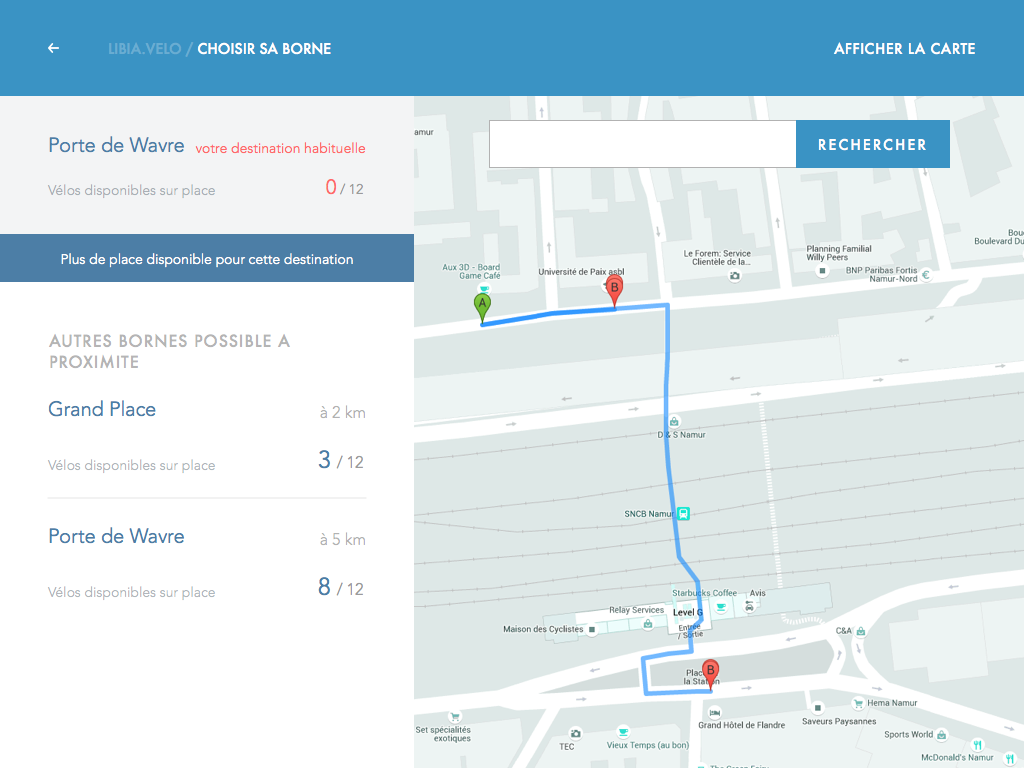 LIBIA.VELO / CHOISIR SA BORNE
AFFICHER LA CARTE
Porte de Wavre votre destination habituelle
Vélos disponibles sur place 0 / 12
Plus de place disponible pour cette destination
AUTRES BORNES POSSIBLE A
PROXIMITE
Grand Place à 2 km
Vélos disponibles sur place 3 / 12
Porte de Wavre à 5 km
Vélos disponibles sur place 8 / 12
amur
RECHERCHER
Le Forem: Service
Clientèle de la...
Planning Familial
Willy Peers
Boulevard Du
BNP Paribas Fortis
Namur-Nord
€
Aux 3D - Board
Game Café
Université de Paix asbl
A
B
D & S Namur
SNCB Namur
Starbucks Coffee
Avis
Relay Services
Level G
Entrée
/ Sortie
Maison des Cyclistes
C&A
B
la Station
Hema Namur
Grand Hôtel de Flandre
Saveurs Paysannes
Set spécialités
exotiques
TEC
Vieux Temps (au bon)
Sports World
McDonald's Namur